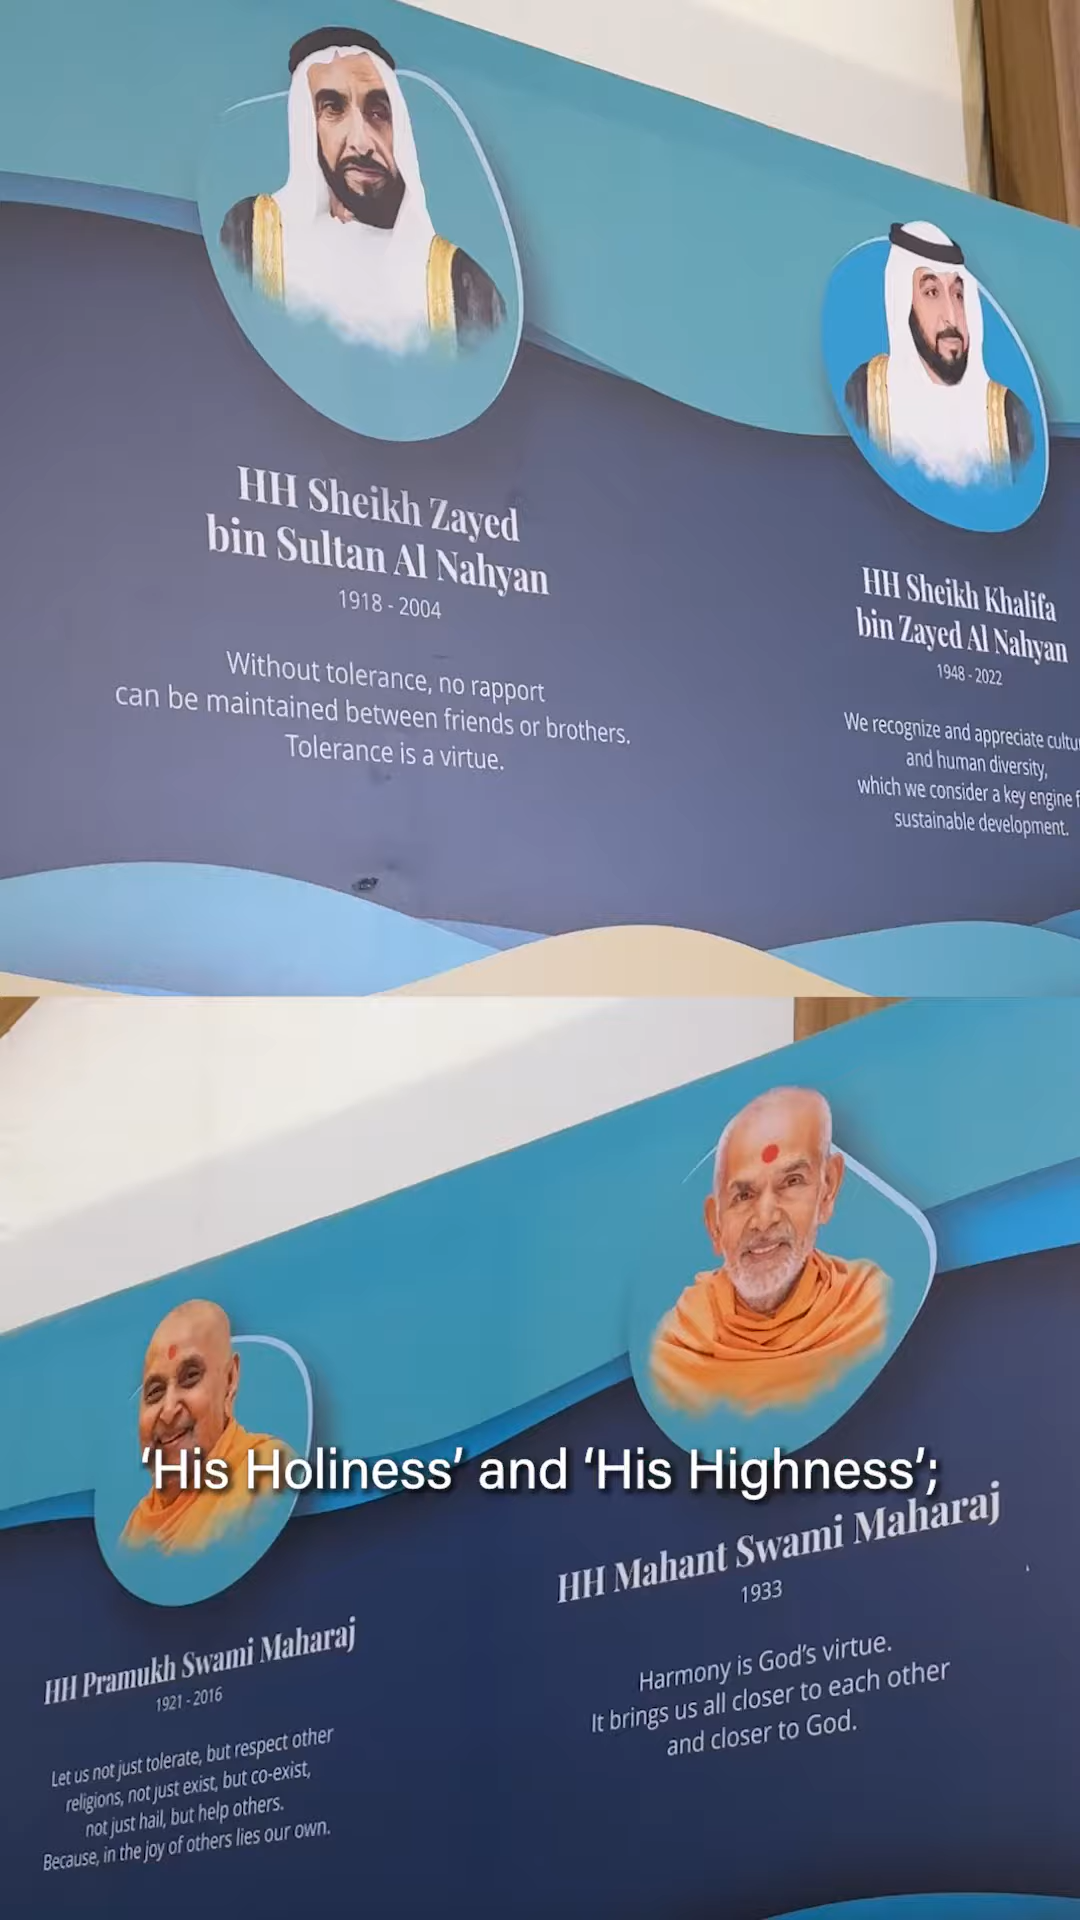 HH Sheikh Zayed
bin Sultan Al Nahyan
1918 - 2004
Without tolerance, no rapport
can be maintained between friends or brothers.
Tolerance is a virtue.
HH Sheikh Khalifa
bin Zayed Al Nahyan
1948 - 2022
We recognize and appreciate
and human diversity,
which we consider a key engine
sustainable development.
‘His Holiness’ and ‘His Highness’;
HH Pramukh Swami Maharaj
1921 - 2016
Let us not just tolerate, but respect other
religions, not just exist, but co-exist,
not just hail, but help others.
Because, in the joy of others lies our own.
HH Mahant Swami Maharaj
1933
Harmony is God’s virtue.
It brings us all closer to each other
and closer to God.